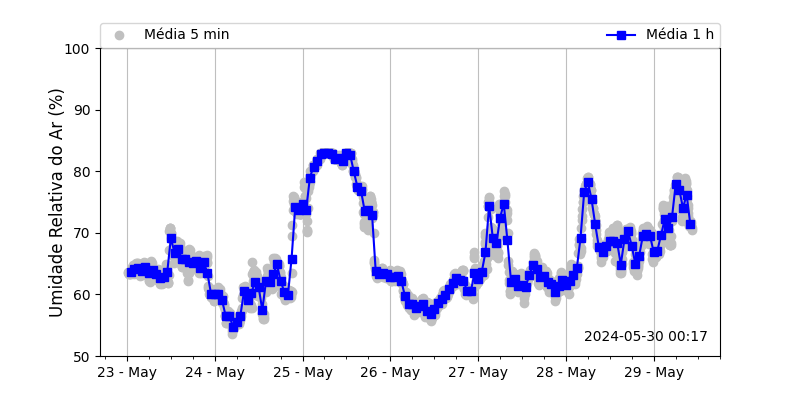 Média 5 min
Média 1 h
100
90
80
70
60
50
Umidade Relativa do Ar (%)
2024-05-30 00:17
23 - May
24 - May
25 - May
26 - May
27 - May
28 - May
29 - May